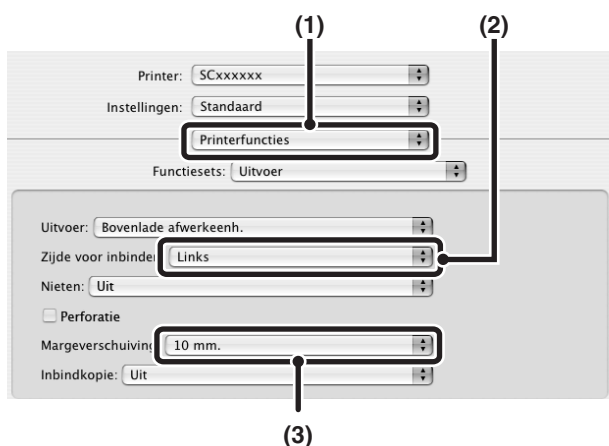 (1) (2)
Printer: SCxxxxxx
Instellingen: Standaard
Printerfuncties
Functiesets: Uitvoer
Uitvoer: Bovenlade afwerkeenh.
Zijde voor inbinden Links
Nieten: Uit
Perforatie
Margeverschuiving 10 mm.
Inbindkopie: Uit
(3)